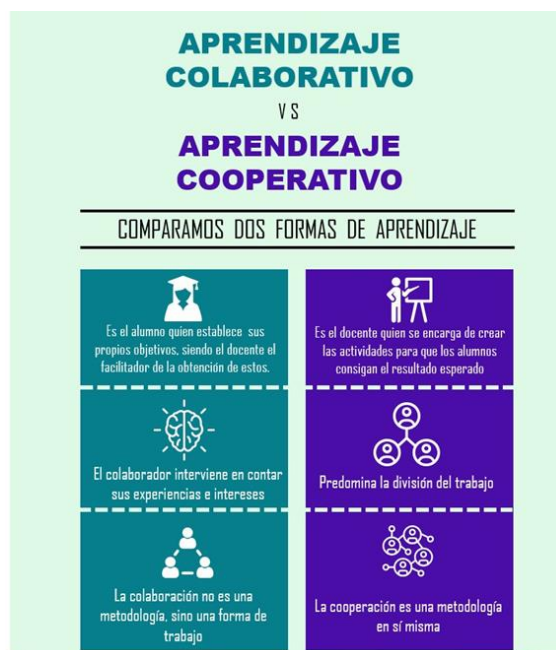 APRENDIZAJE
COLABORATIVO
VS
APRENDIZAJE
COOPERATIVO
COMPARAMOS DOS FORMAS DE APRENDIZAJE
Es el alumno quien establece sus
propios objetivos, siendo el docente el
facilitador de la obtención de estos.
Es el docente quien se encarga de crear
las actividades para que los alumnos
consigan el resultado esperado
El colaborador interviene en contar
sus experiencias e intereses
Predomina la división del trabajo
La colaboración no es una
metodología, sino una forma de
trabajo
La cooperación es una metodología
en sí misma